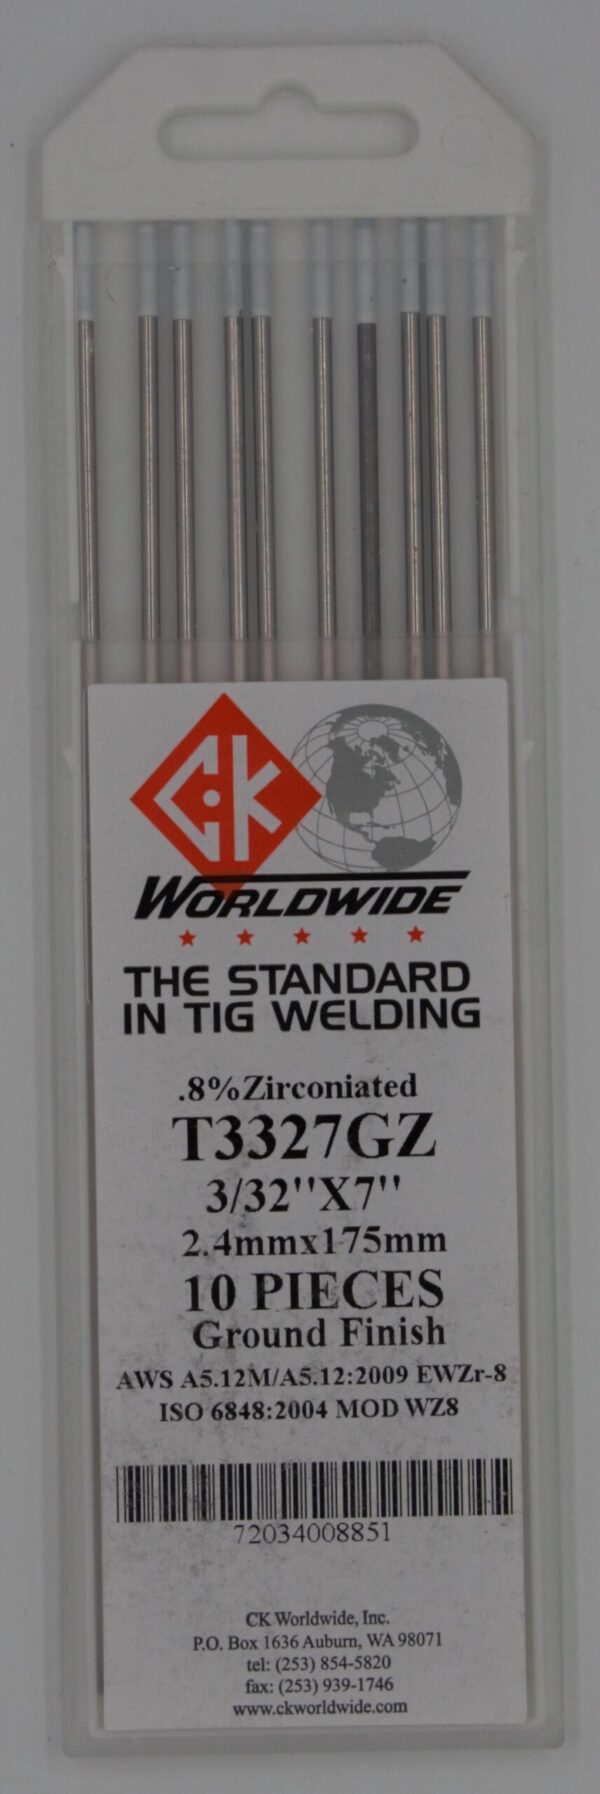 CK
WORLDWIDE
THE STANDARD
IN TIG WELDING
.8%Zirconiated
T3327GZ
3/32"X7"
2.4mmx175mm
10 PIECES
Ground Finish
AWS A5.12M/A5.12:2009 EWZr-8
ISO 6848:2004 MOD WZ8
72034008851
CK Worldwide, Inc.
P.O. Box 1636 Auburn, WA 98071
tel: (253) 854-5820
fax: (253) 939-1746
www.ckworldwide.com